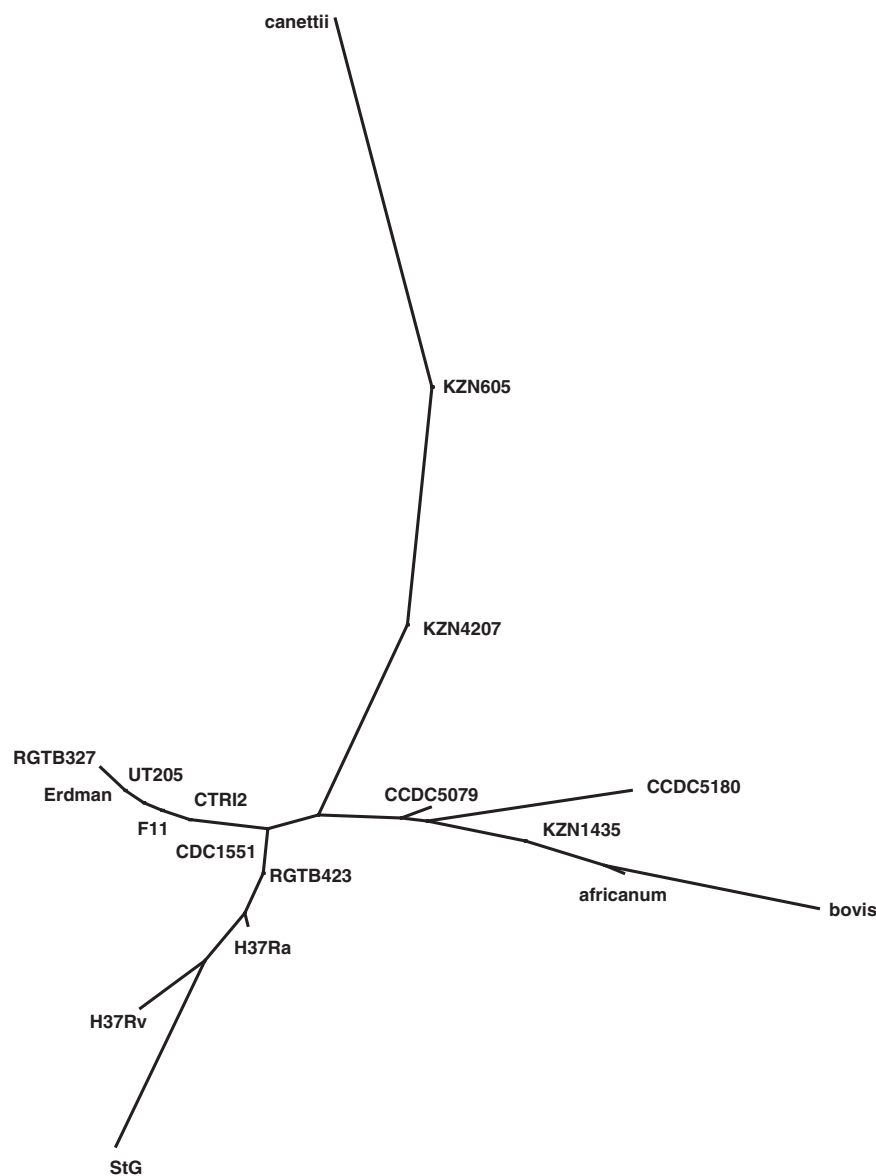 canettii
KZN605
KZN4207
RGTB327
UT205
Erdman
CTRI2
F11
CDC1551
CCDC5079
CCDC5180
KZN1435
RGTB423
africanum
bovis
H37Ra
H37Rv
StG